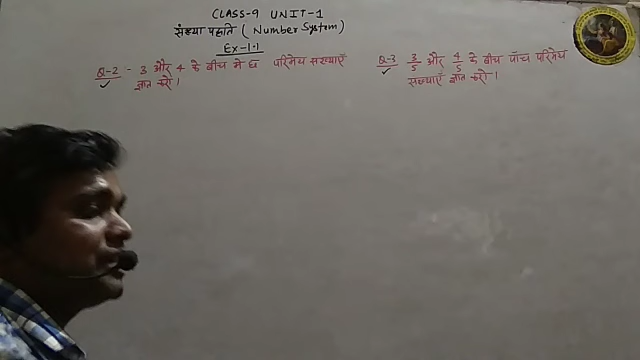 CLASS-9 UNIT-1
संख्या पद्धति (Number System)
Ex-1.1
Q-2 :- 3 और 4 के बीच में छः परिमेय संख्याएँ
ज्ञात करो।
Q-3 3/5 और 4/5 के बीच पाँच परिमेय
संख्याएँ ज्ञात करो।